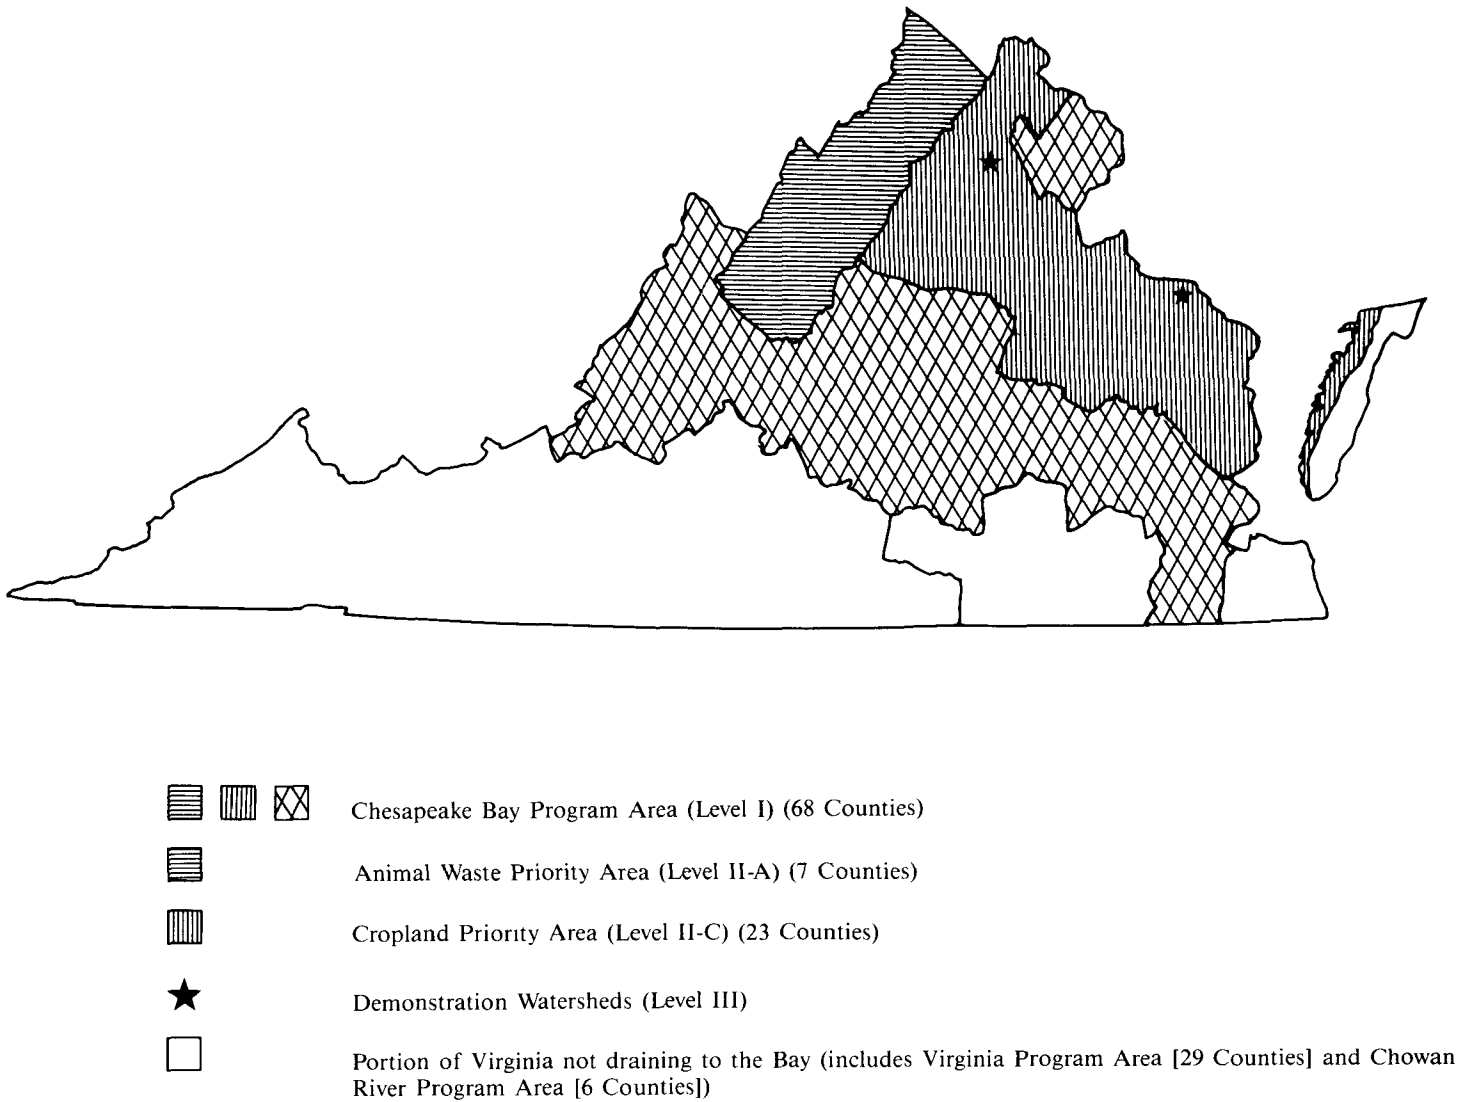 Chesapeake Bay Program Area (Level I) (68 Counties)
Animal Waste Priority Area (Level II-A) (7 Counties)
Cropland Priority Area (Level II-C) (23 Counties)
Demonstration Watersheds (Level III)
Portion of Virginia not draining to the Bay (includes Virginia Program Area [29 Counties] and Chowan
River Program Area [6 Counties])